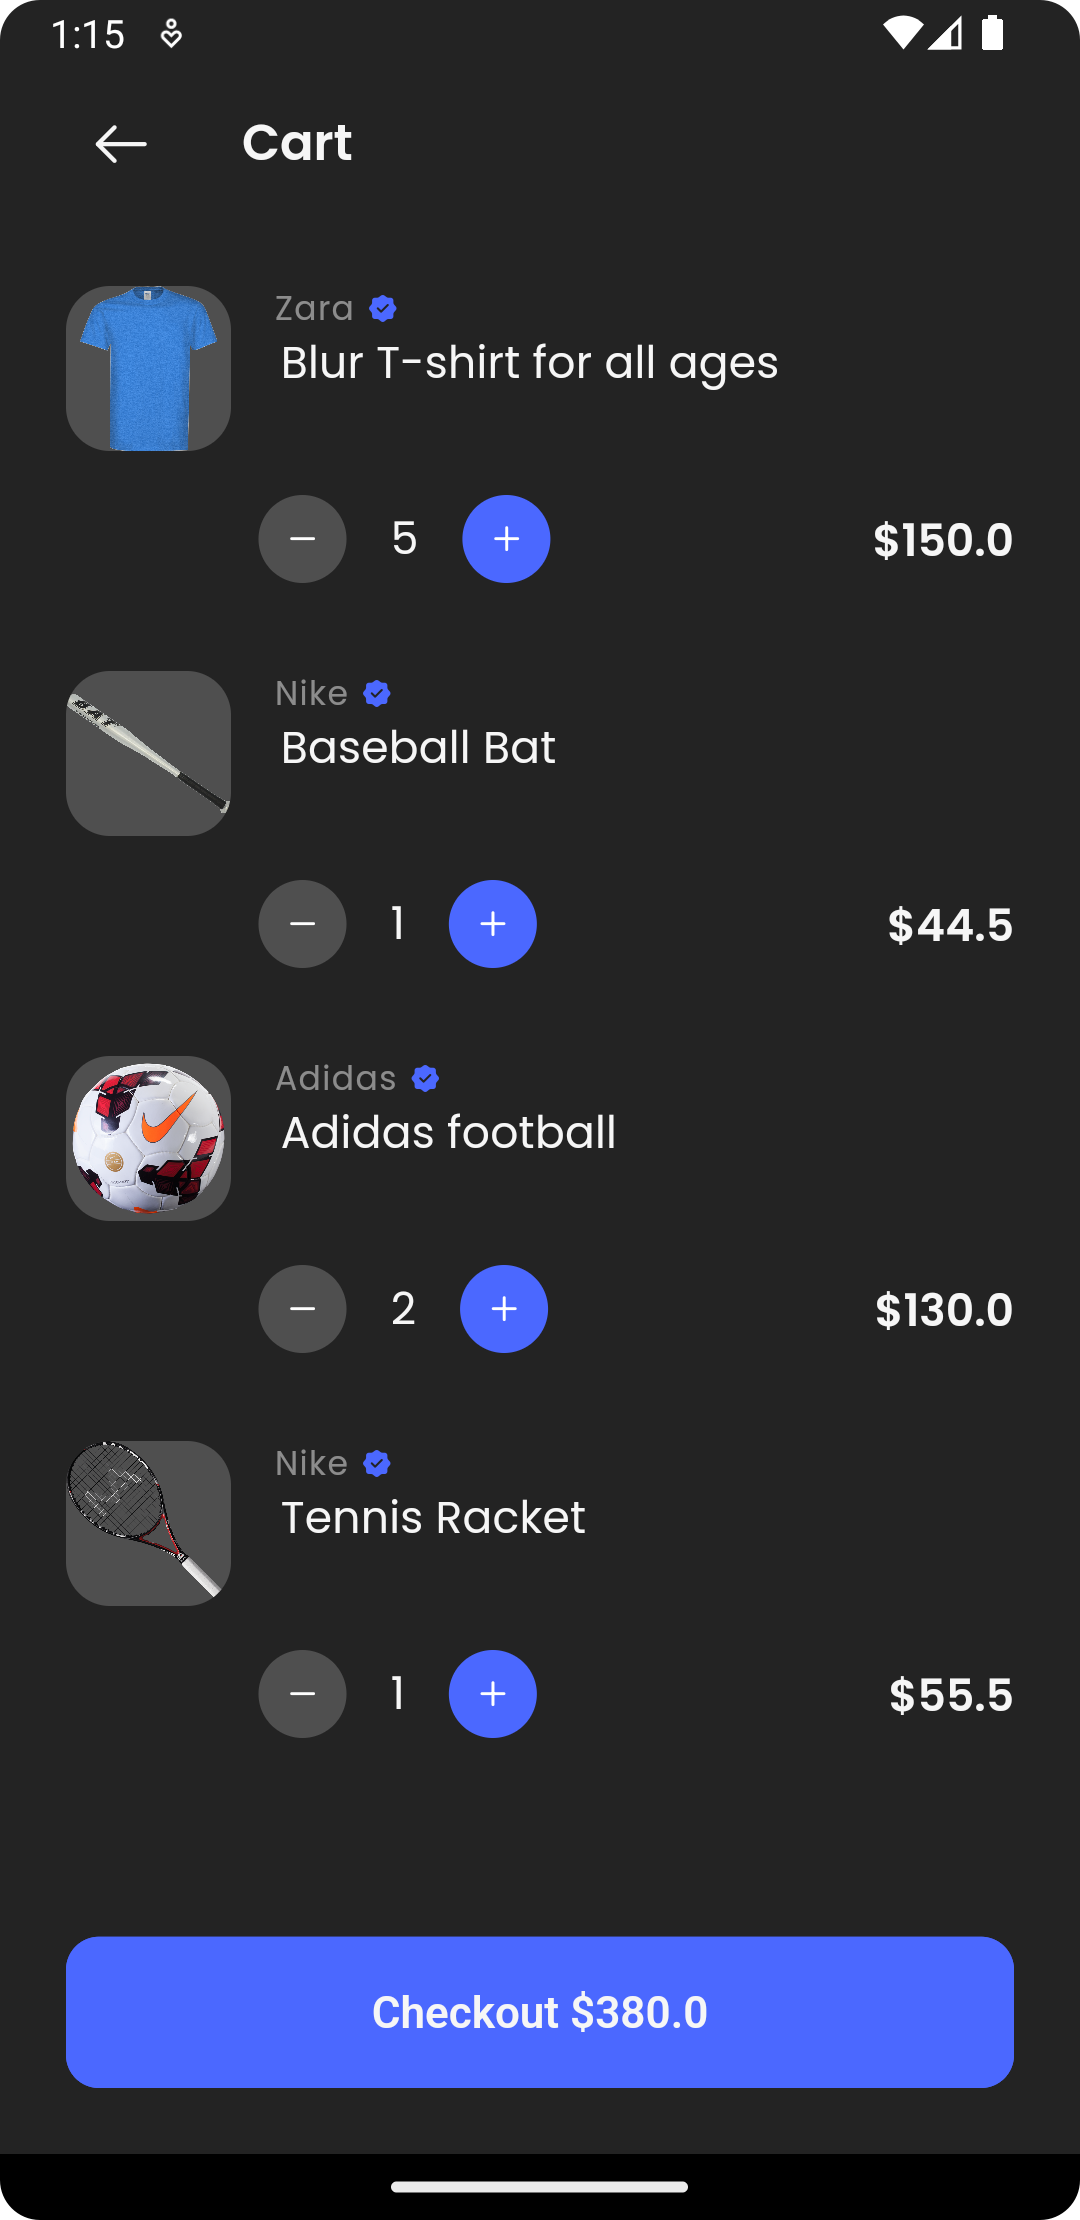 1:15
Cart
Zara
Blur T-shirt for all ages
5
$150.0
Nike
Baseball Bat
1
$44.5
Adidas
Adidas football
2
$130.0
Nike
Tennis Racket
1
$55.5
Checkout $380.0